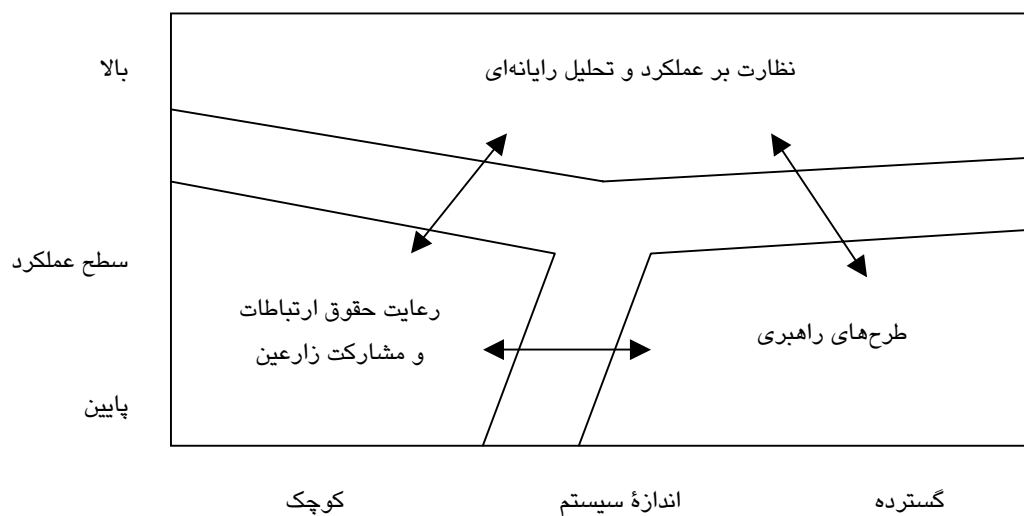 بالا
نظارت بر عملکرد و تحلیل رایانه‌ای
سطح عملکرد
رعایت حقوق ارتباطات
و مشارکت زارعین
طرح‌های راهبری
پایین
کوچک
اندازهٔ سیستم
گسترده